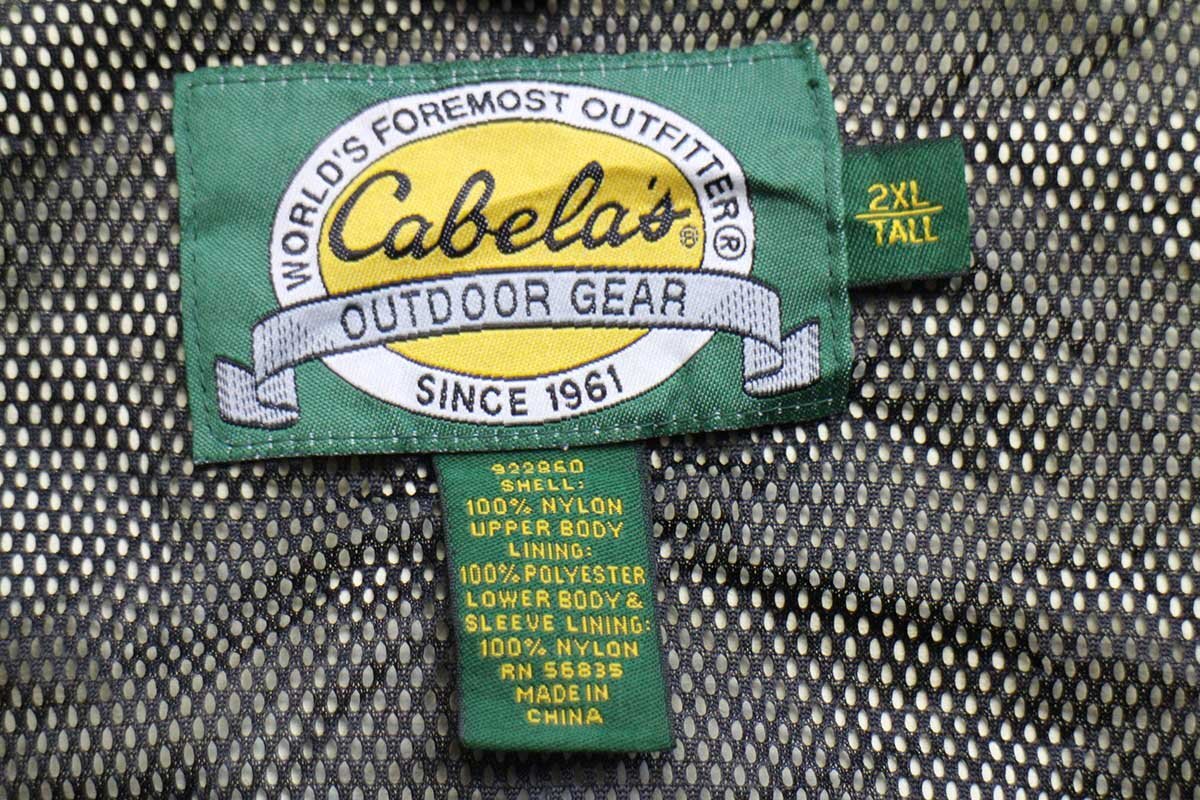 WORLD'S FOREMOST OUTFITTER®
Cabela's®
OUTDOOR GEAR
SINCE 1961
2XL
TALL
922860
SHELL:
100% NYLON
UPPER BODY
LINING:
100% POLYESTER
LOWER BODY &
SLEEVE LINING:
100% NYLON
RN 56835
MADE IN
CHINA